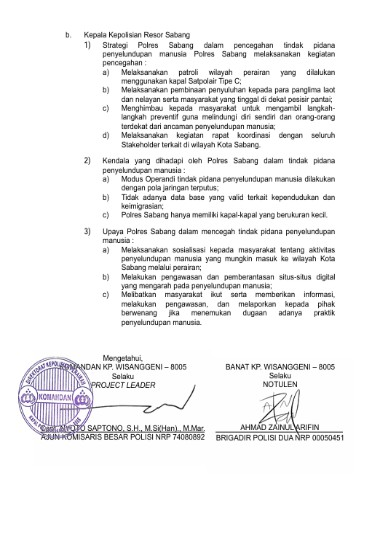 b. Kepala Kepolisian Resor Sabang
1) Strategi Polres Sabang dalam pencegahan tindak pidana
penyelundupan manusia Polres Sabang melaksanakan kegiatan
pencegahan :
a) Melaksanakan patroli wilayah perairan yang dilalukan
menggunakan kapal Satpolair Tipe C;
b) Melaksanakan pembinaan penyuluhan kepada para panglima laot
dan nelayan serta masyarakat yang tinggal di dekat pesisir pantai;
c) Menghimbau kepada masyarakat untuk mengambil langkah-
langkah preventif guna melindungi diri sendiri dan orang-orang
terdekat dari ancaman penyelundupan manusia;
d) Melaksanakan kegiatan rapat koordinasi dengan seluruh
Stakeholder terkait di wilayah Kota Sabang.
2) Kendala yang dihadapi oleh Polres Sabang dalam tindak pidana
penyelundupan manusia :
a) Modus Operandi tindak pidana penyelundupan manusia dilakukan
dengan pola jaringan terputus;
b) Tidak adanya data base yang valid terkait kependudukan dan
keimigrasian;
c) Polres Sabang hanya memiliki kapal-kapal yang berukuran kecil.
3) Upaya Polres Sabang dalam mencegah tindak pidana penyelundupan
manusia :
a) Melaksanakan sosialisasi kepada masyarakat tentang aktivitas
penyelundupan manusia yang mungkin masuk ke wilayah Kota
Sabang melalui perairan;
b) Melakukan pengawasan dan pemberantasan situs-situs digital
yang mengarah pada penyelundupan manusia;
c) Melibatkan masyarakat ikut serta memberikan informasi,
melakukan pengawasan, dan melaporkan kepada pihak
berwenang jika menemukan dugaan adanya praktik
penyelundupan manusia.
Mengetahui,
KOMANDAN KP. WISANGGENI – 8005
Selaku
PROJECT LEADER
KOMANDAN
SAPTONO, S.H., M.Si(Han)., M.Mar.
AJUN KOMISARIS BESAR POLISI NRP 74080892
BANAT KP. WISANGGENI – 8005
Selaku
NOTULEN
AHMAD ZAINUL ARIFIN
BRIGADIR POLISI DUA NRP 00050451